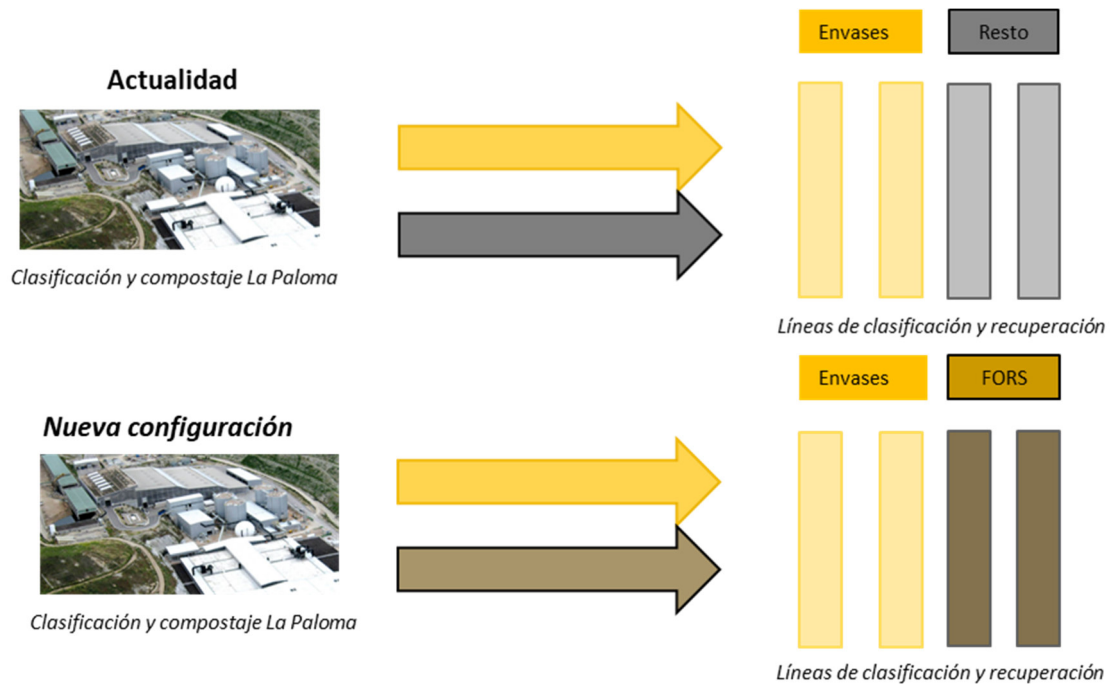 Envases
Resto
Actualidad
Clasificación y compostaje La Paloma
Líneas de clasificación y recuperación
Envases
FORS
Nueva configuración
Clasificación y compostaje La Paloma
Líneas de clasificación y recuperación